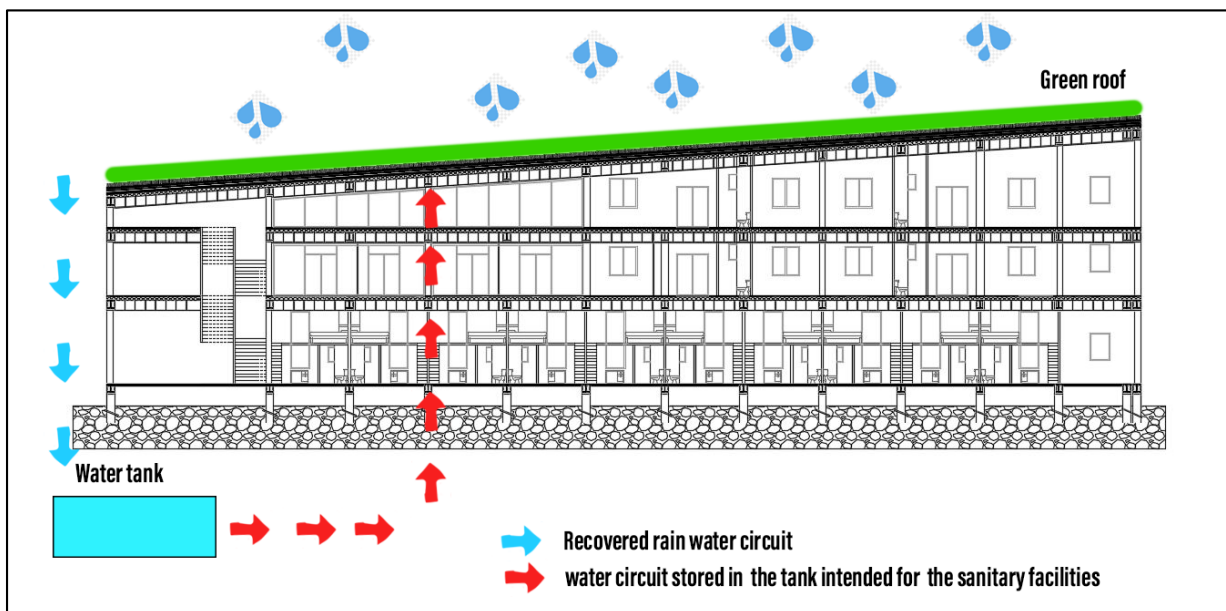 Green roof
Water tank
Recovered rain water circuit
water circuit stored in the tank intended for the sanitary facilities